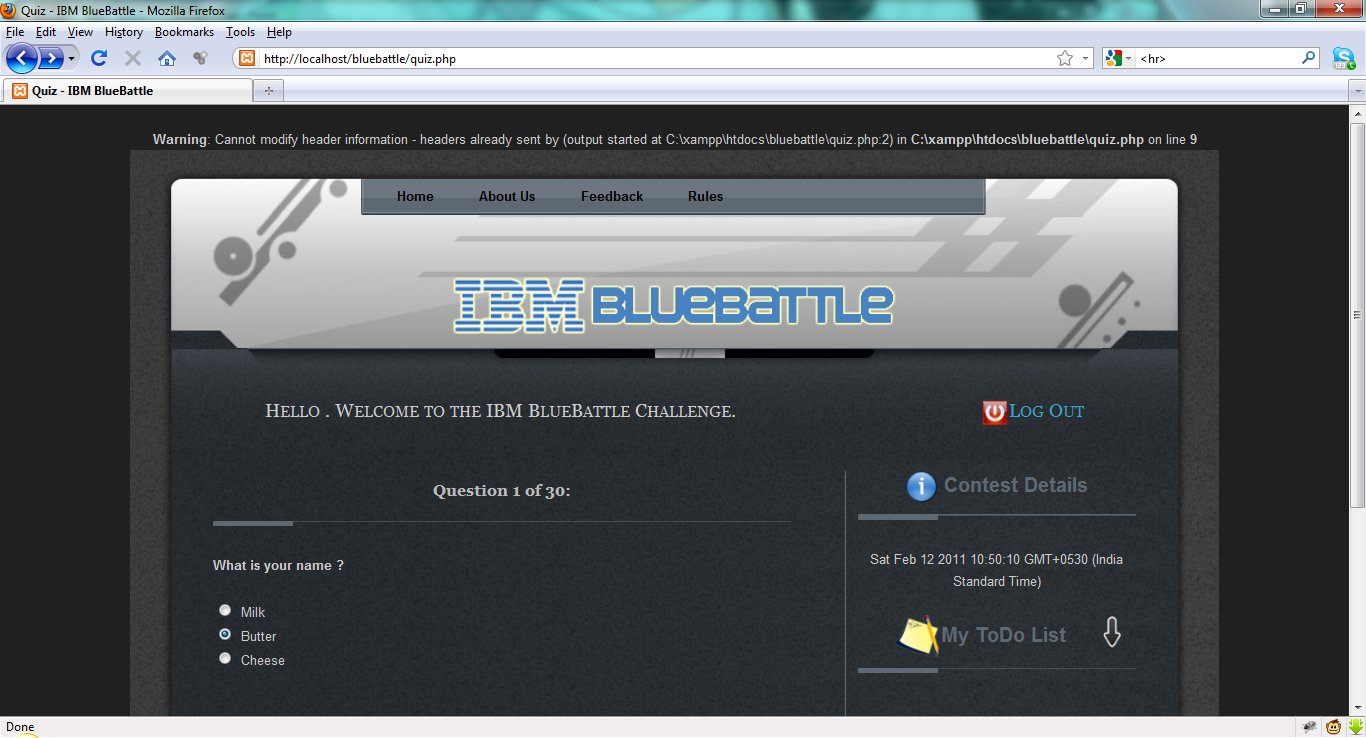 Quiz - IBM BlueBattle - Mozilla Firefox
File Edit View History Bookmarks Tools Help
http://localhost/bluebattle/quiz.php
<hr>
Quiz - IBM BlueBattle
Warning: Cannot modify header information - headers already sent by (output started at C:\xampp\htdocs\bluebattle\quiz.php:2) in C:\xampp\htdocs\bluebattle\quiz.php on line 9
Home About Us Feedback Rules
IBM BLUEBATTLE
Hello . Welcome to the IBM BlueBattle Challenge.
Log Out
Question 1 of 30:
Contest Details
What is your name ?
Milk
Butter
Cheese
Sat Feb 12 2011 10:50:10 GMT+0530 (India
Standard Time)
My ToDo List
Done